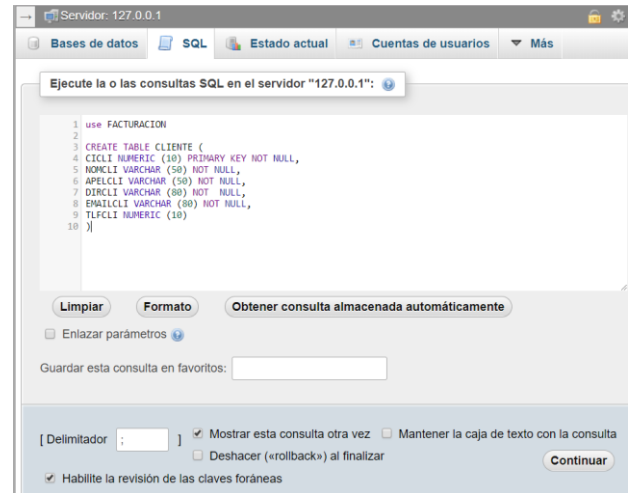 Servidor: 127.0.0.1
Bases de datos SQL Estado actual Cuentas de usuarios Más
Ejecute la o las consultas SQL en el servidor "127.0.0.1":
1 use FACTURACION
2
3 CREATE TABLE CLIENTE (
4 CICLI NUMERIC (10) PRIMARY KEY NOT NULL,
5 NOMCLI VARCHAR (50) NOT NULL,
6 APELCLI VARCHAR (50) NOT NULL,
7 DIRCLI VARCHAR (80) NOT  NULL,
8 EMAILCLI VARCHAR (80) NOT NULL,
9 TLFCLI NUMERIC (10)
10 )
Limpiar Formato Obtener consulta almacenada automáticamente
Enlazar parámetros
Guardar esta consulta en favoritos:
[ Delimitador ; ] Mostrar esta consulta otra vez Mantener la caja de texto con la consulta
Deshacer («rollback») al finalizar Continuar
Habilite la revisión de las claves foráneas